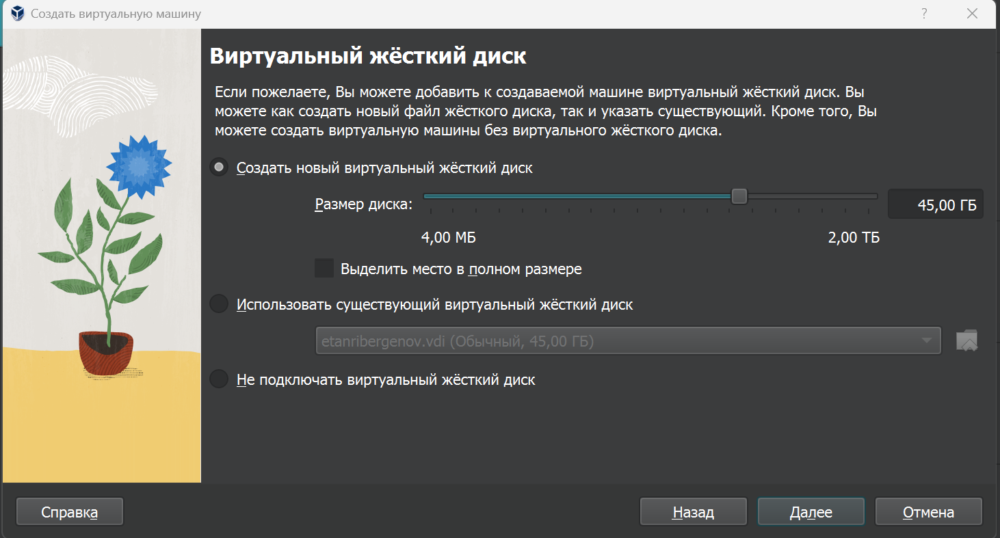 Создать виртуальную машину
Виртуальный жёсткий диск
Если пожелаете, Вы можете добавить к создаваемой машине виртуальный жёсткий диск. Вы
можете как создать новый файл жёсткого диска, так и указать существующий. Кроме того, Вы
можете создать виртуальную машины без виртуального жёсткого диска.
Создать новый виртуальный жёсткий диск
Размер диска:
45,00 ГБ
4,00 МБ
2,00 ТБ
Выделить место в полном размере
Использовать существующий виртуальный жёсткий диск
etanribergenov.vdi (Обычный, 45,00 ГБ)
Не подключать виртуальный жёсткий диск
Справка
Назад
Далее
Отмена